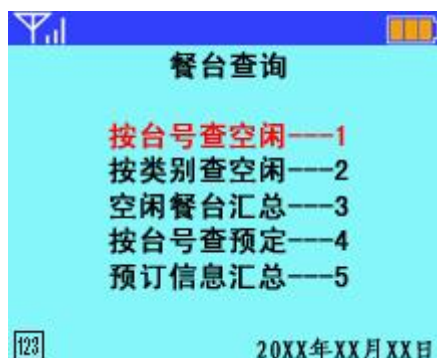 餐台查询
按台号查空闲---1
按类别查空闲---2
空闲餐台汇总---3
按台号查预定---4
预订信息汇总---5
123
20XX年XX月XX日